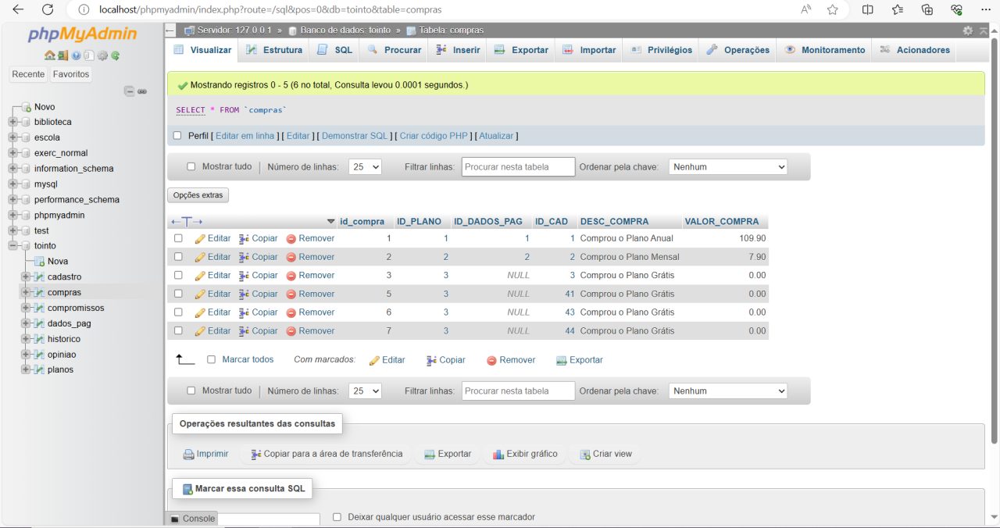 localhost/phpmyadmin/index.php?route=/sql&pos=0&db=tointo&table=compras
phpMyAdmin
Recente Favoritos
Novo
biblioteca
escola
exerc_normal
information_schema
mysql
performance_schema
phpmyadmin
test
tointo
Nova
cadastro
compras
compromissos
dados_pag
historico
opiniao
planos
Servidor: 127.0.0.1 » Banco de dados: tointo » Tabela: compras
Visualizar Estrutura SQL Procurar Inserir Exportar Importar Privilégios Operações Monitoramento Acionadores
Mostrando registros 0 - 5 (6 no total, Consulta levou 0.0001 segundos.)
SELECT * FROM `compras`
Perfil [ Editar em linha ] [ Editar ] [ Demonstrar SQL ] [ Criar código PHP ] [ Atualizar ]
Mostrar tudo | Número de linhas: 25 Filtrar linhas: Procurar nesta tabela Ordenar pela chave: Nenhum
Opções extras
←T→ id_compra ID_PLANO ID_DADOS_PAG ID_CAD DESC_COMPRA VALOR_COMPRA
Editar Copiar Remover 1 1 1 1 Comprou o Plano Anual 109.90
Editar Copiar Remover 2 2 2 2 Comprou o Plano Mensal 7.90
Editar Copiar Remover 3 3 NULL 3 Comprou o Plano Grátis 0.00
Editar Copiar Remover 5 3 NULL 41 Comprou o Plano Grátis 0.00
Editar Copiar Remover 6 3 NULL 43 Comprou o Plano Grátis 0.00
Editar Copiar Remover 7 3 NULL 44 Comprou o Plano Grátis 0.00
Marcar todos Com marcados: Editar Copiar Remover Exportar
Mostrar tudo | Número de linhas: 25 Filtrar linhas: Procurar nesta tabela Ordenar pela chave: Nenhum
Operações resultantes das consultas
Imprimir Copiar para a área de transferência Exportar Exibir gráfico Criar view
Marcar essa consulta SQL
Console Deixar qualquer usuário acessar esse marcador